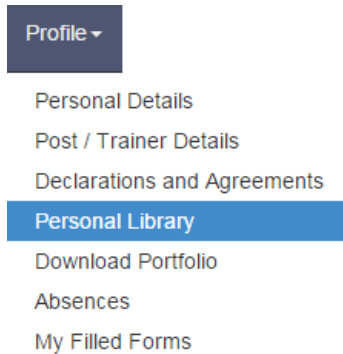 Profile
Personal Details
Post / Trainer Details
Declarations and Agreements
Personal Library
Download Portfolio
Absences
My Filled Forms